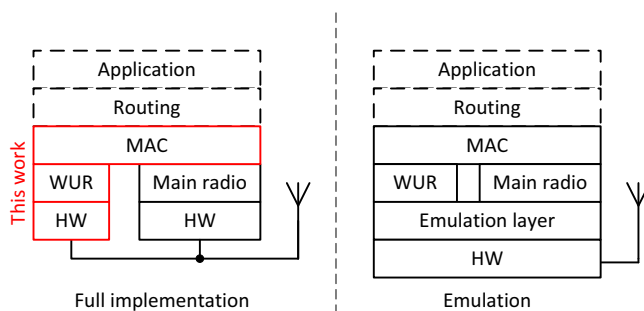 Application
Routing
This work
MAC
WUR
Main radio
HW
HW
Full implementation
Application
Routing
MAC
WUR
Main radio
Emulation layer
HW
Emulation